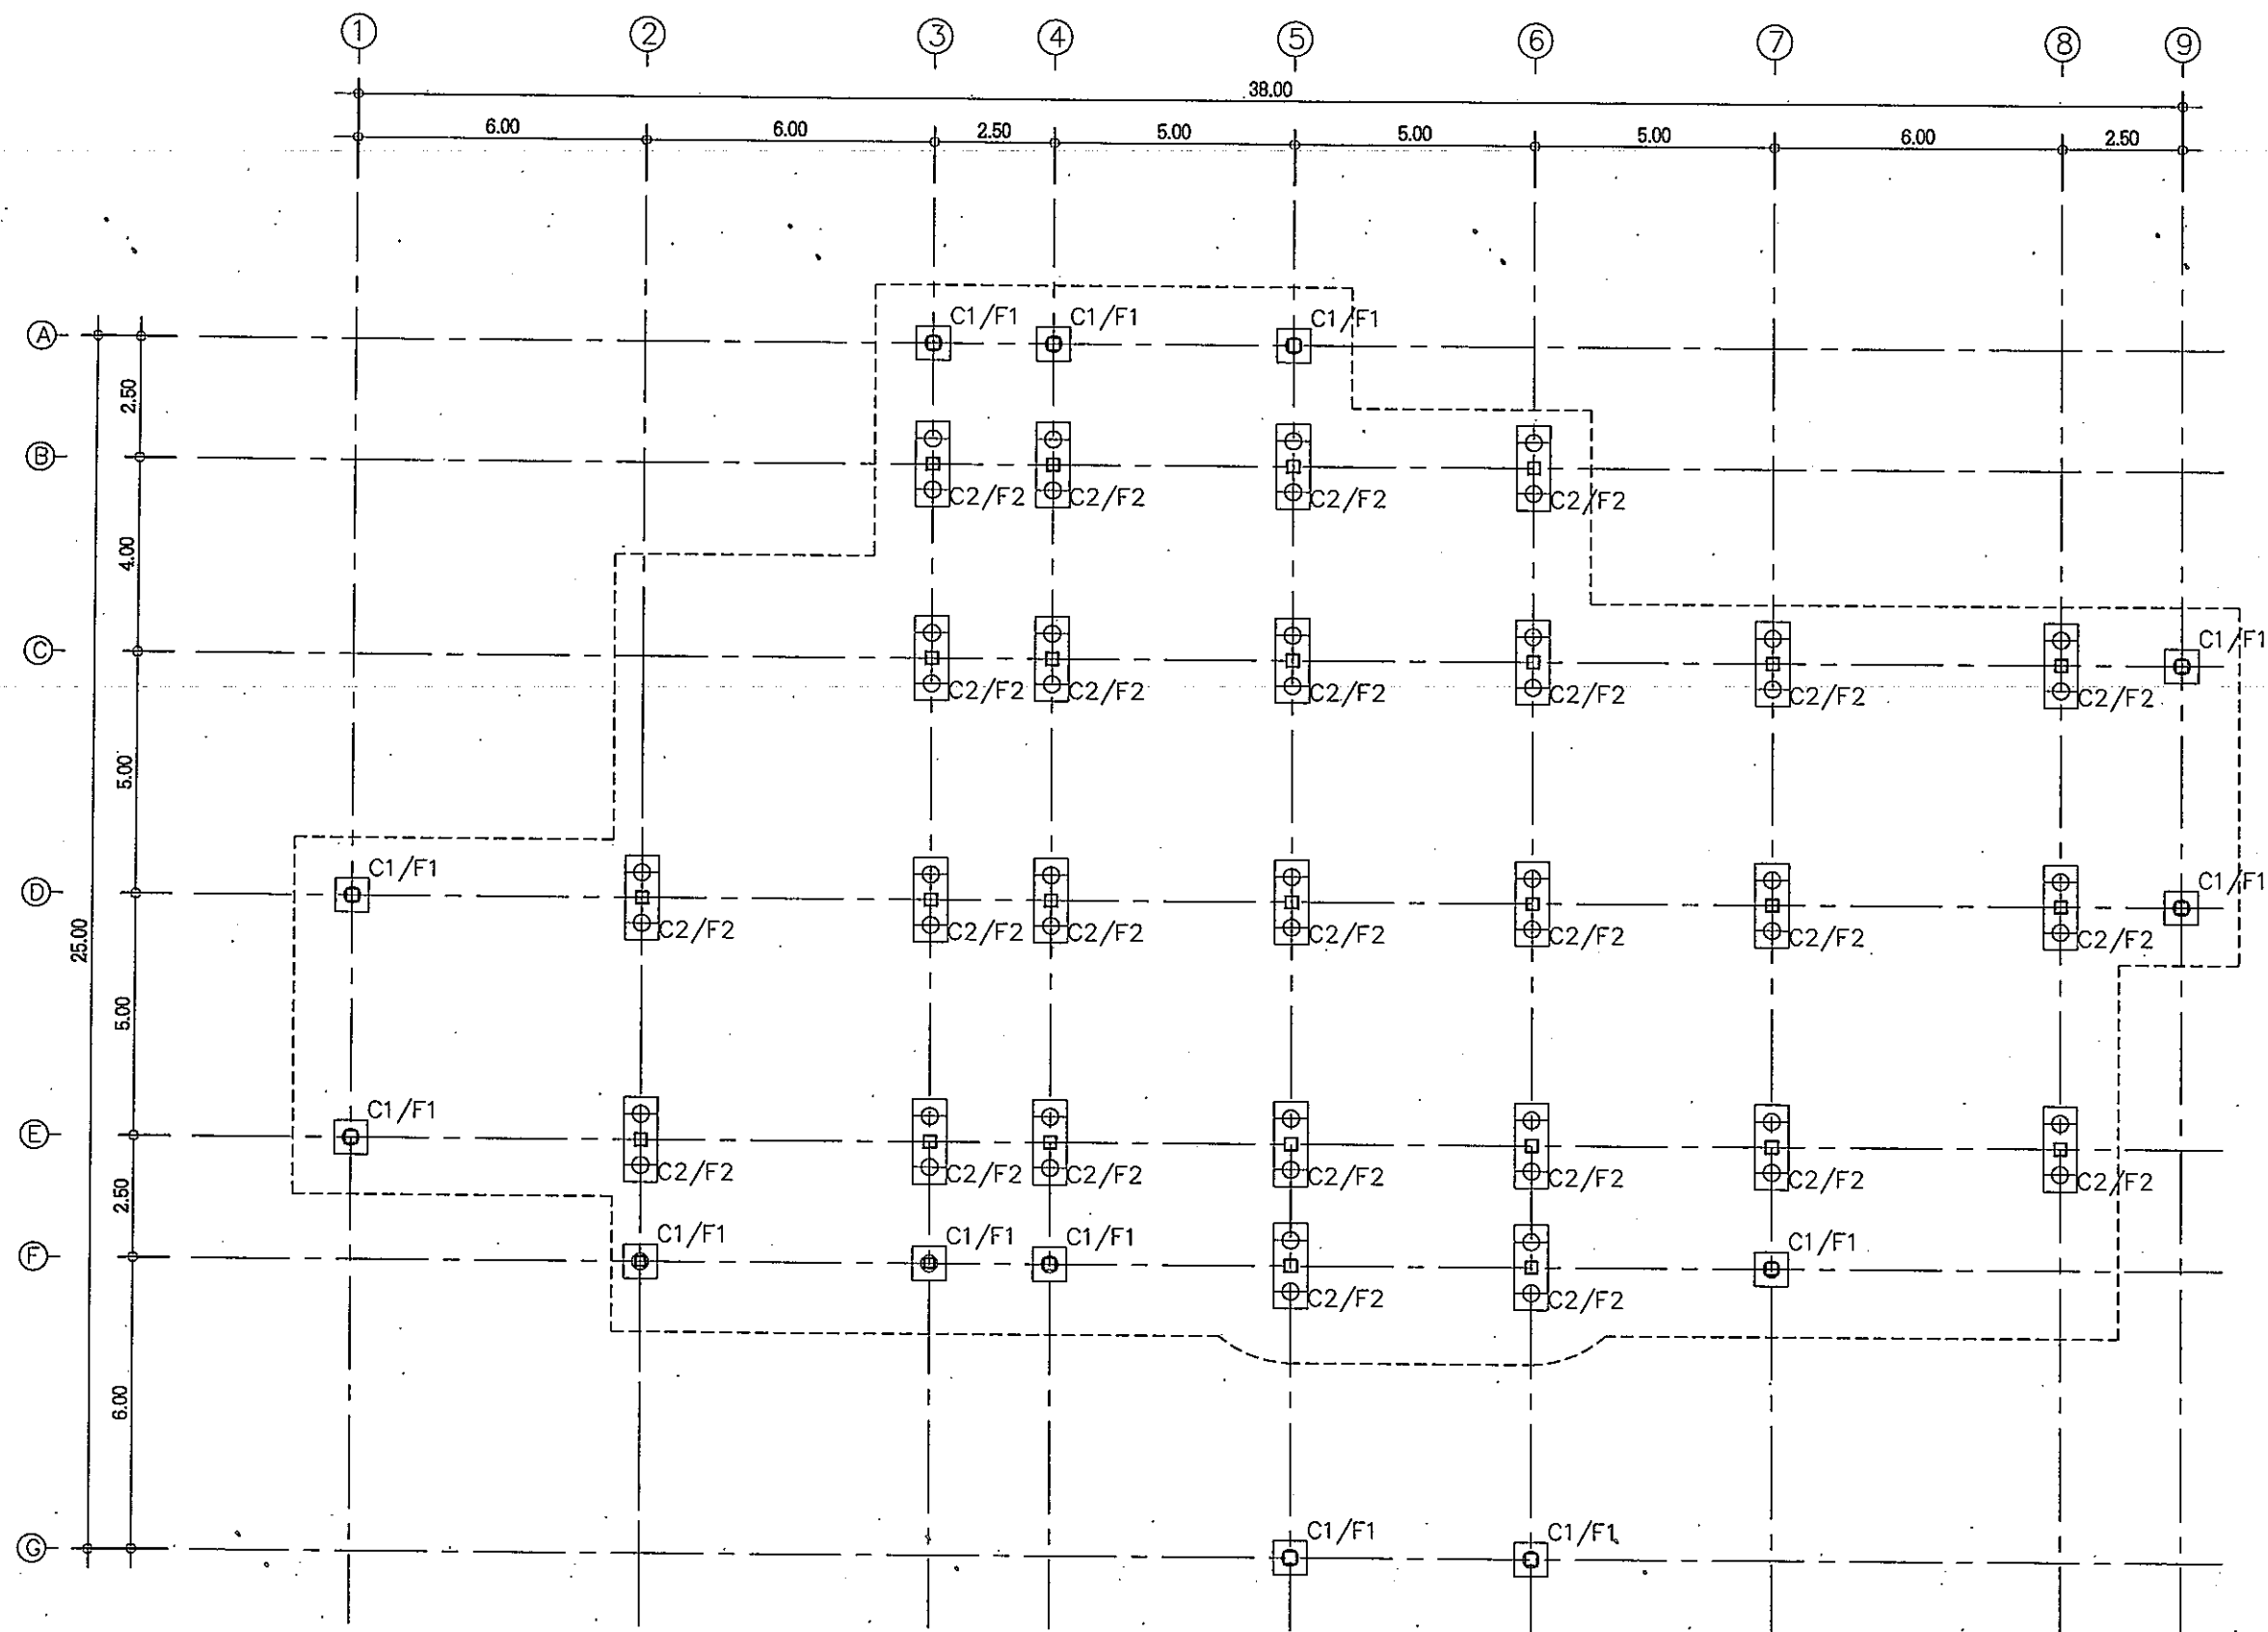 1 2 3 4 5 6 7 8 9
38.00
6.00 6.00 2.50 5.00 5.00 5.00 6.00 2.50
A
C1/F1 C1/F1 C1/F1
2.50
B
C2/F2 C2/F2 C2/F2 C2/F2
4.00
C
C1/F1
C2/F2 C2/F2 C2/F2 C2/F2 C2/F2 C2/F2
5.00
D
C1/F1 C1/F1
C2/F2 C2/F2 C2/F2 C2/F2 C2/F2 C2/F2 C2/F2
25.00
5.00
E
C1/F1
C2/F2 C2/F2 C2/F2 C2/F2 C2/F2 C2/F2 C2/F2
2.50
F
C1/F1 C1/F1 C1/F1 C1/F1
C2/F2 C2/F2
6.00
G
C1/F1 C1/F1